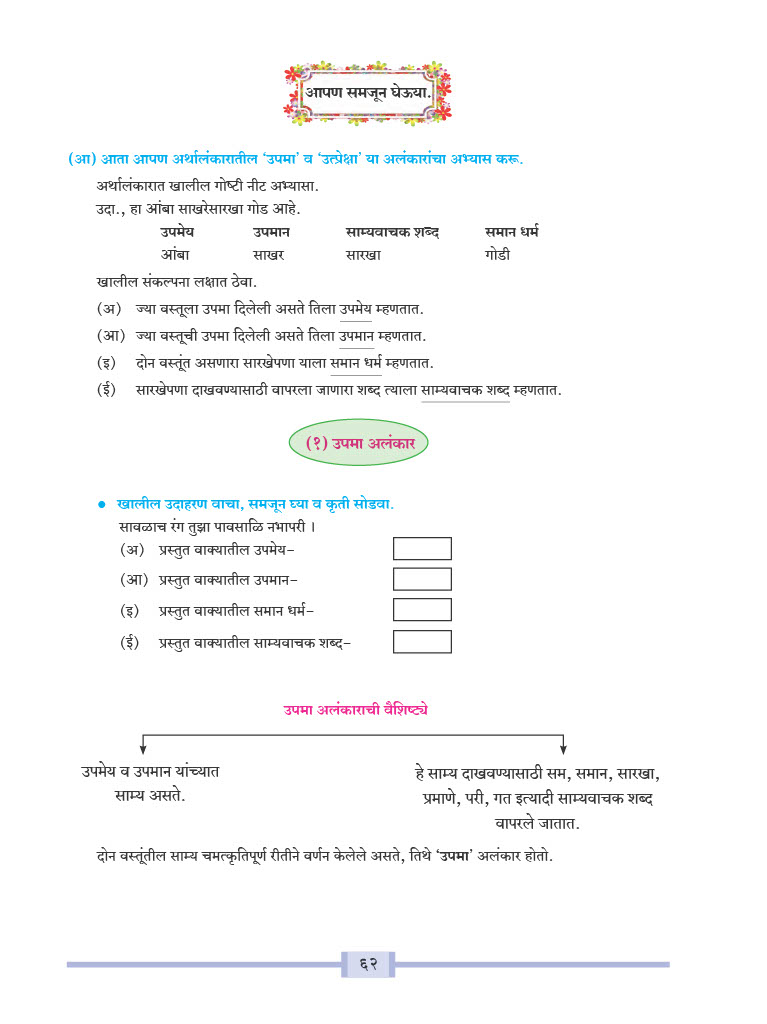 आपण समजून घेऊया.
(आ) आता आपण अर्थालंकारातील ‘उपमा’ व ‘उत्प्रेक्षा’ या अलंकारांचा अभ्यास करू.
अर्थालंकारात खालील गोष्टी नीट अभ्यासा.
उदा., हा आंबा साखरेसारखा गोड आहे.
उपमेय उपमान साम्यवाचक शब्द समान धर्म
आंबा साखर सारखा गोडी
खालील संकल्पना लक्षात ठेवा.
(अ) ज्या वस्तूला उपमा दिलेली असते तिला उपमेय म्हणतात.
(आ) ज्या वस्तूची उपमा दिलेली असते तिला उपमान म्हणतात.
(इ) दोन वस्तूंत असणारा सारखेपणा याला समान धर्म म्हणतात.
(ई) सारखेपणा दाखवण्यासाठी वापरला जाणारा शब्द त्याला साम्यवाचक शब्द म्हणतात.
(१) उपमा अलंकार
• खालील उदाहरण वाचा, समजून घ्या व कृती सोडवा.
सावळाच रंग तुझा पावसाळि नभापरी ।
(अ) प्रस्तुत वाक्यातील उपमेय–
(आ) प्रस्तुत वाक्यातील उपमान–
(इ) प्रस्तुत वाक्यातील समान धर्म–
(ई) प्रस्तुत वाक्यातील साम्यवाचक शब्द–
उपमा अलंकाराची वैशिष्ट्ये
उपमेय व उपमान यांच्यात
साम्य असते.
हे साम्य दाखवण्यासाठी सम, समान, सारखा,
प्रमाणे, परी, गत इत्यादी साम्यवाचक शब्द
वापरले जातात.
दोन वस्तूंतील साम्य चमत्कृतिपूर्ण रीतीने वर्णन केलेले असते, तिथे ‘उपमा’ अलंकार होतो.
६२